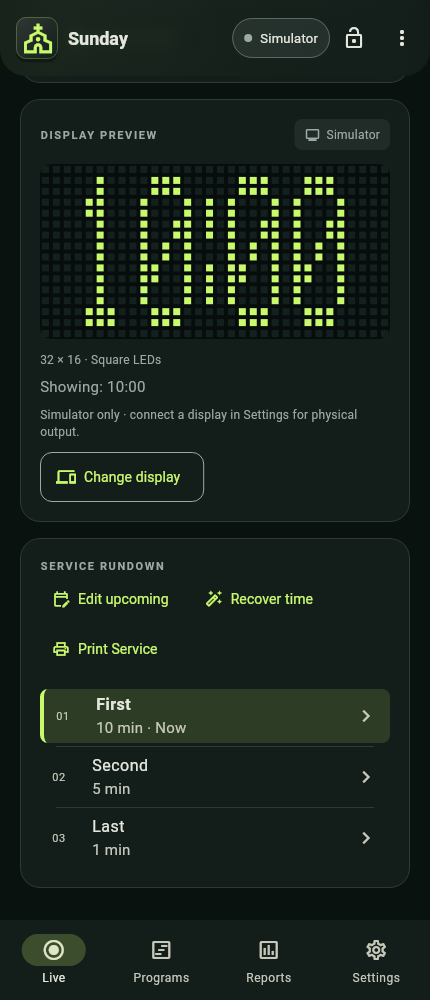 Sunday
Simulator
DISPLAY PREVIEW
Simulator
10:00
32 × 16 · Square LEDs
Showing: 10:00
Simulator only · connect a display in Settings for physical
output.
Change display
SERVICE RUNDOWN
Edit upcoming
Recover time
Print Service
01
First
10 min · Now
02
Second
5 min
03
Last
1 min
Live
Programs
Reports
Settings